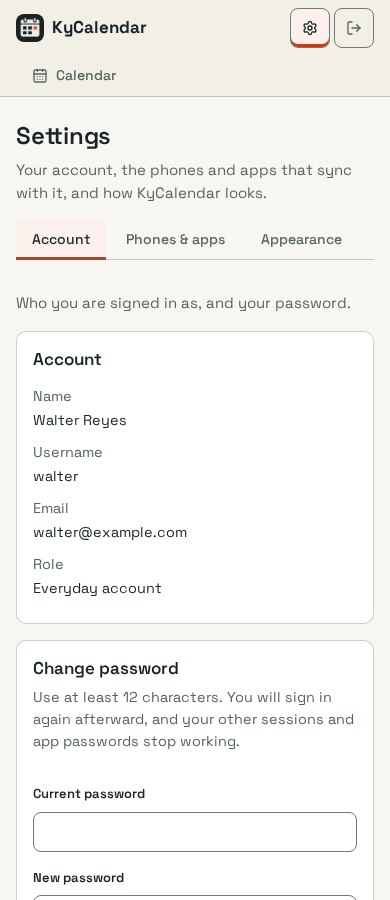 KyCalendar
Calendar
Settings
Your account, the phones and apps that sync
with it, and how KyCalendar looks.
Account
Phones & apps
Appearance
Who you are signed in as, and your password.
Account
Name
Walter Reyes
Username
walter
Email
walter@example.com
Role
Everyday account
Change password
Use at least 12 characters. You will sign in
again afterward, and your other sessions and
app passwords stop working.
Current password
New password